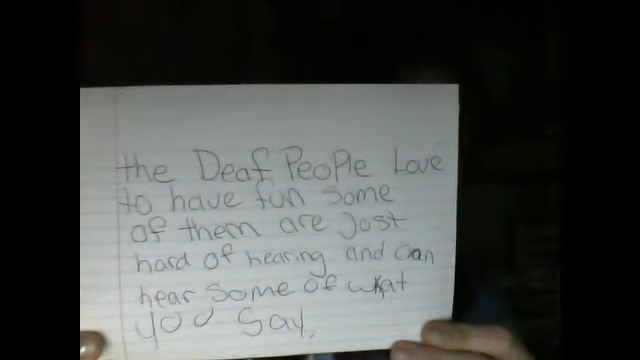 the Deaf People Love
to have fun some
of them are just
hard of hearing and can
hear some of what
you say.